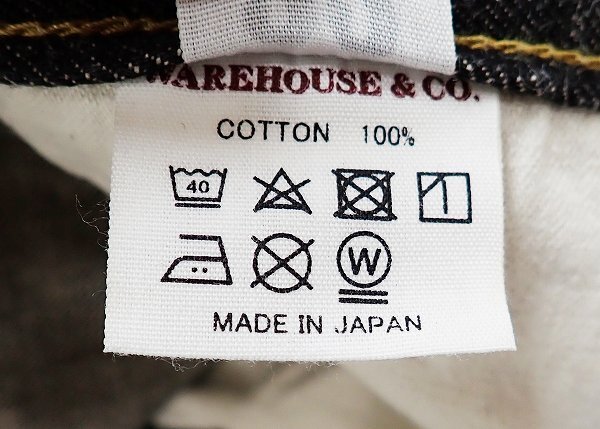 WAREHOUSE & CO.
COTTON 100%
40
W
MADE IN JAPAN